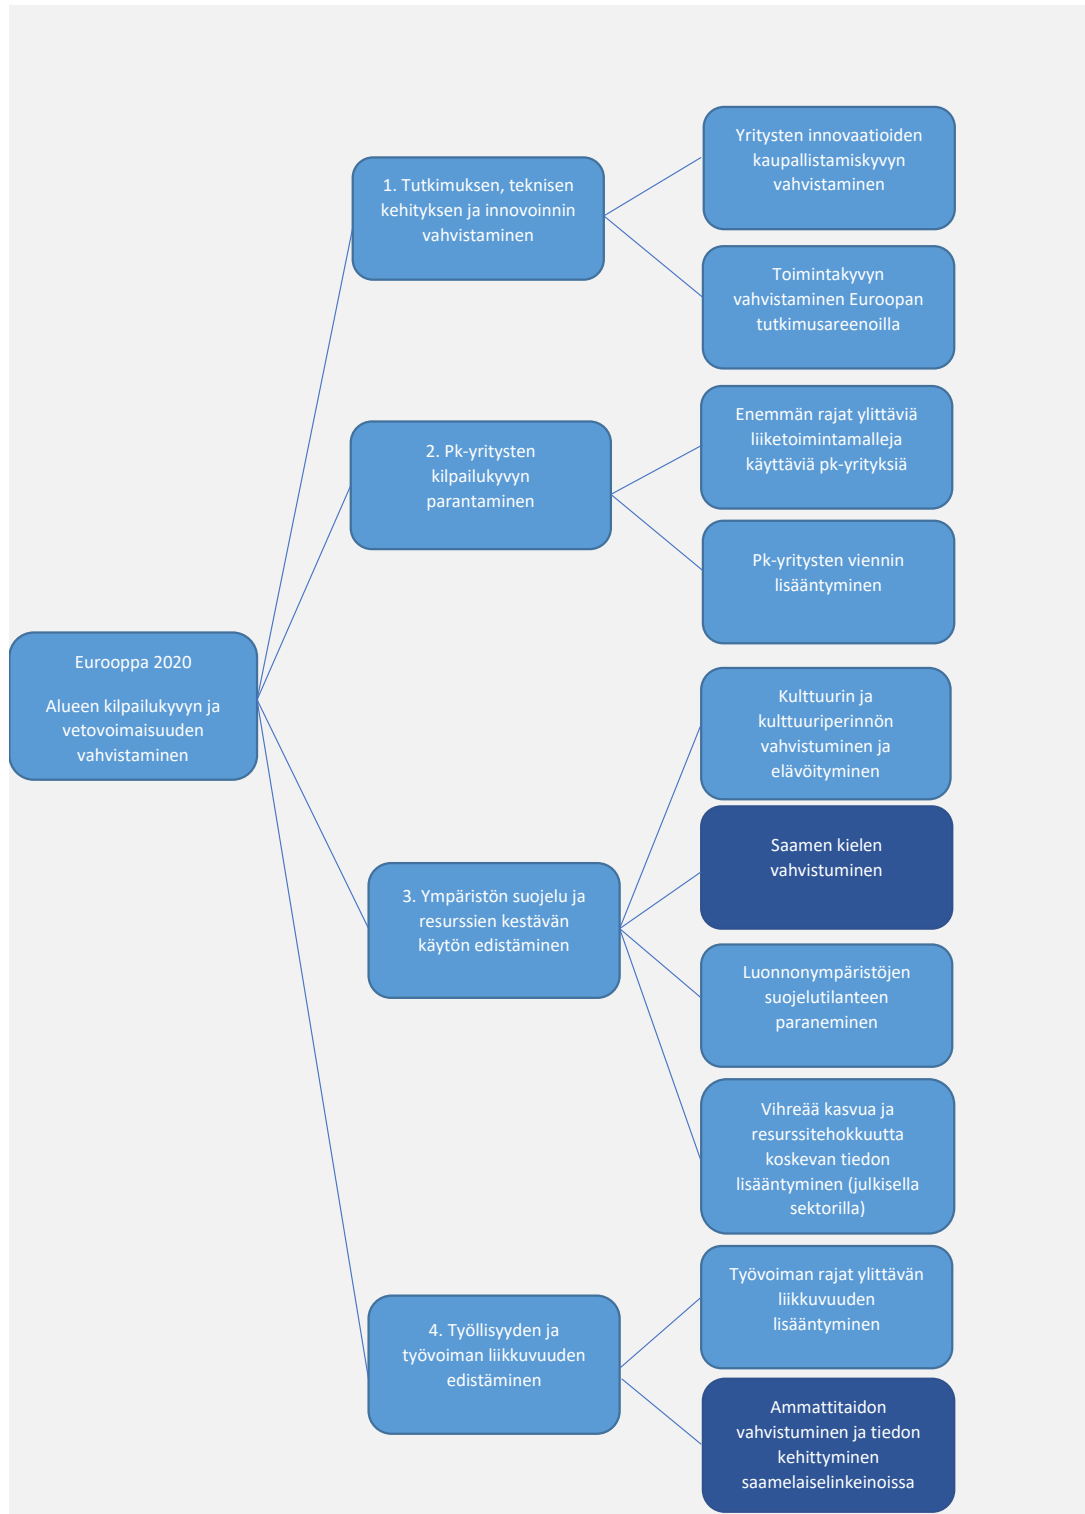 Eurooppa 2020
Alueen kilpailukyvyn ja
vetovoimaisuuden
vahvistaminen
1. Tutkimuksen, teknisen
kehityksen ja innovoinnin
vahvistaminen
Yritysten innovaatioiden
kaupallistamiskyvyn
vahvistaminen
Toimintakyvyn
vahvistaminen Euroopan
tutkimusareenoilla
2. Pk-yritysten
kilpailukyvyn
parantaminen
Enemmän rajat ylittäviä
liiketoimintamalleja
käyttäviä pk-yrityksiä
Pk-yritysten viennin
lisääntyminen
3. Ympäristön suojelu ja
resurssien kestävän
käytön edistäminen
Kulttuurin ja
kulttuuriperinnön
vahvistuminen ja
elävöityminen
Saamen kielen
vahvistuminen
Luonnonympäristöjen
suojelutilanteen
paraneminen
Vihreää kasvua ja
resurssitehokkuutta
koskevan tiedon
lisääntyminen (julkisella
sektorilla)
4. Työllisyyden ja
työvoiman liikkuvuuden
edistäminen
Työvoiman rajat ylittävän
liikkuvuuden
lisääntyminen
Ammattitaidon
vahvistuminen ja tiedon
kehittyminen
saamelaiselinkeinoissa